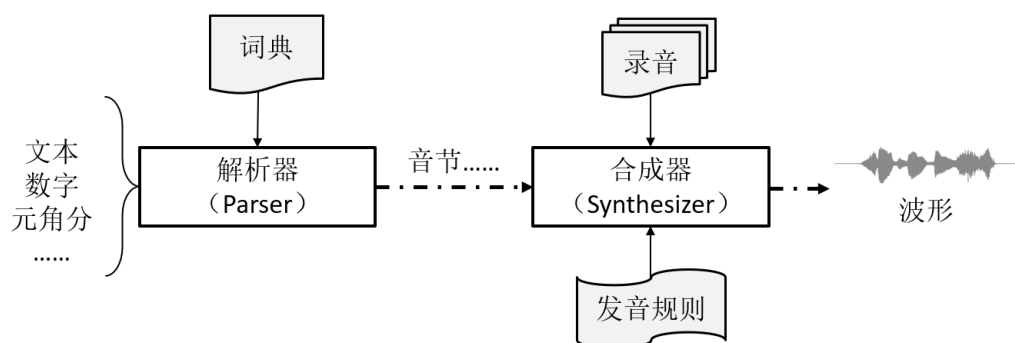 词典
录音
文本
数字
元角分
……
解析器
（Parser）
音节……
合成器
（Synthesizer）
波形
发音规则